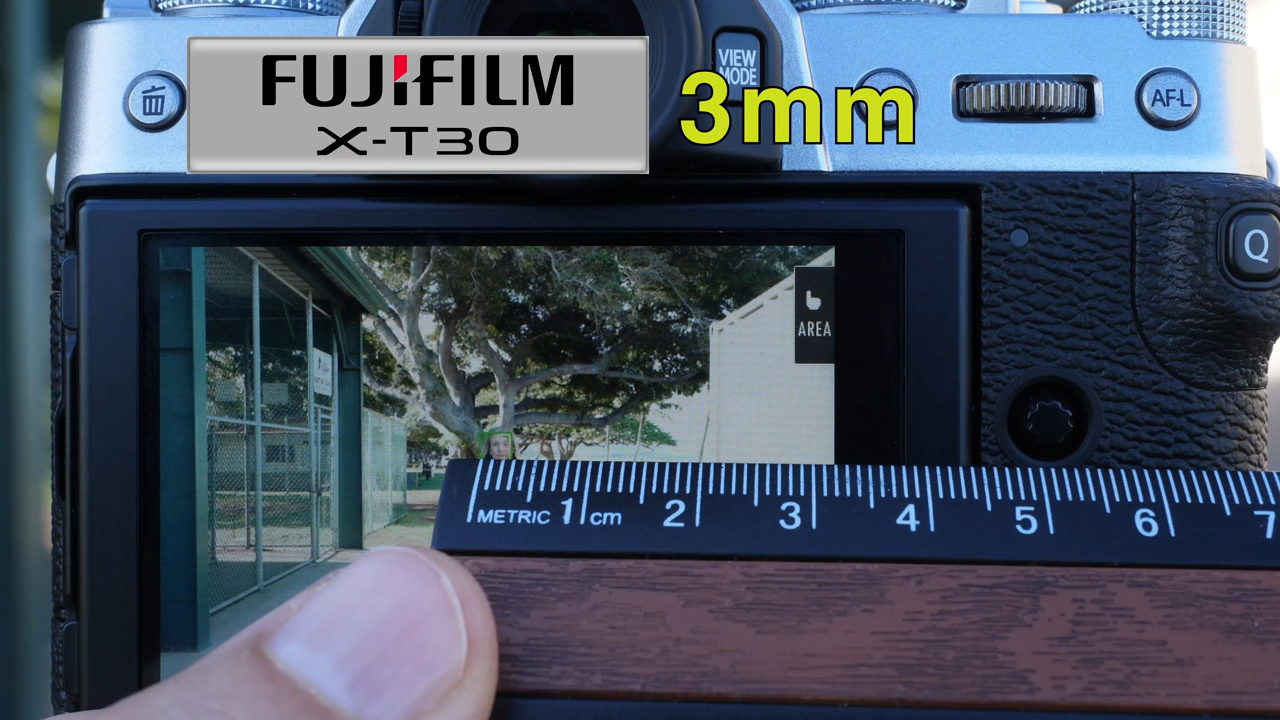 FUJIFILM
X-T30
3mm
VIEW
MODE
AF-L
Q
AREA
METRIC 1 cm 2 3 4 5 6 7